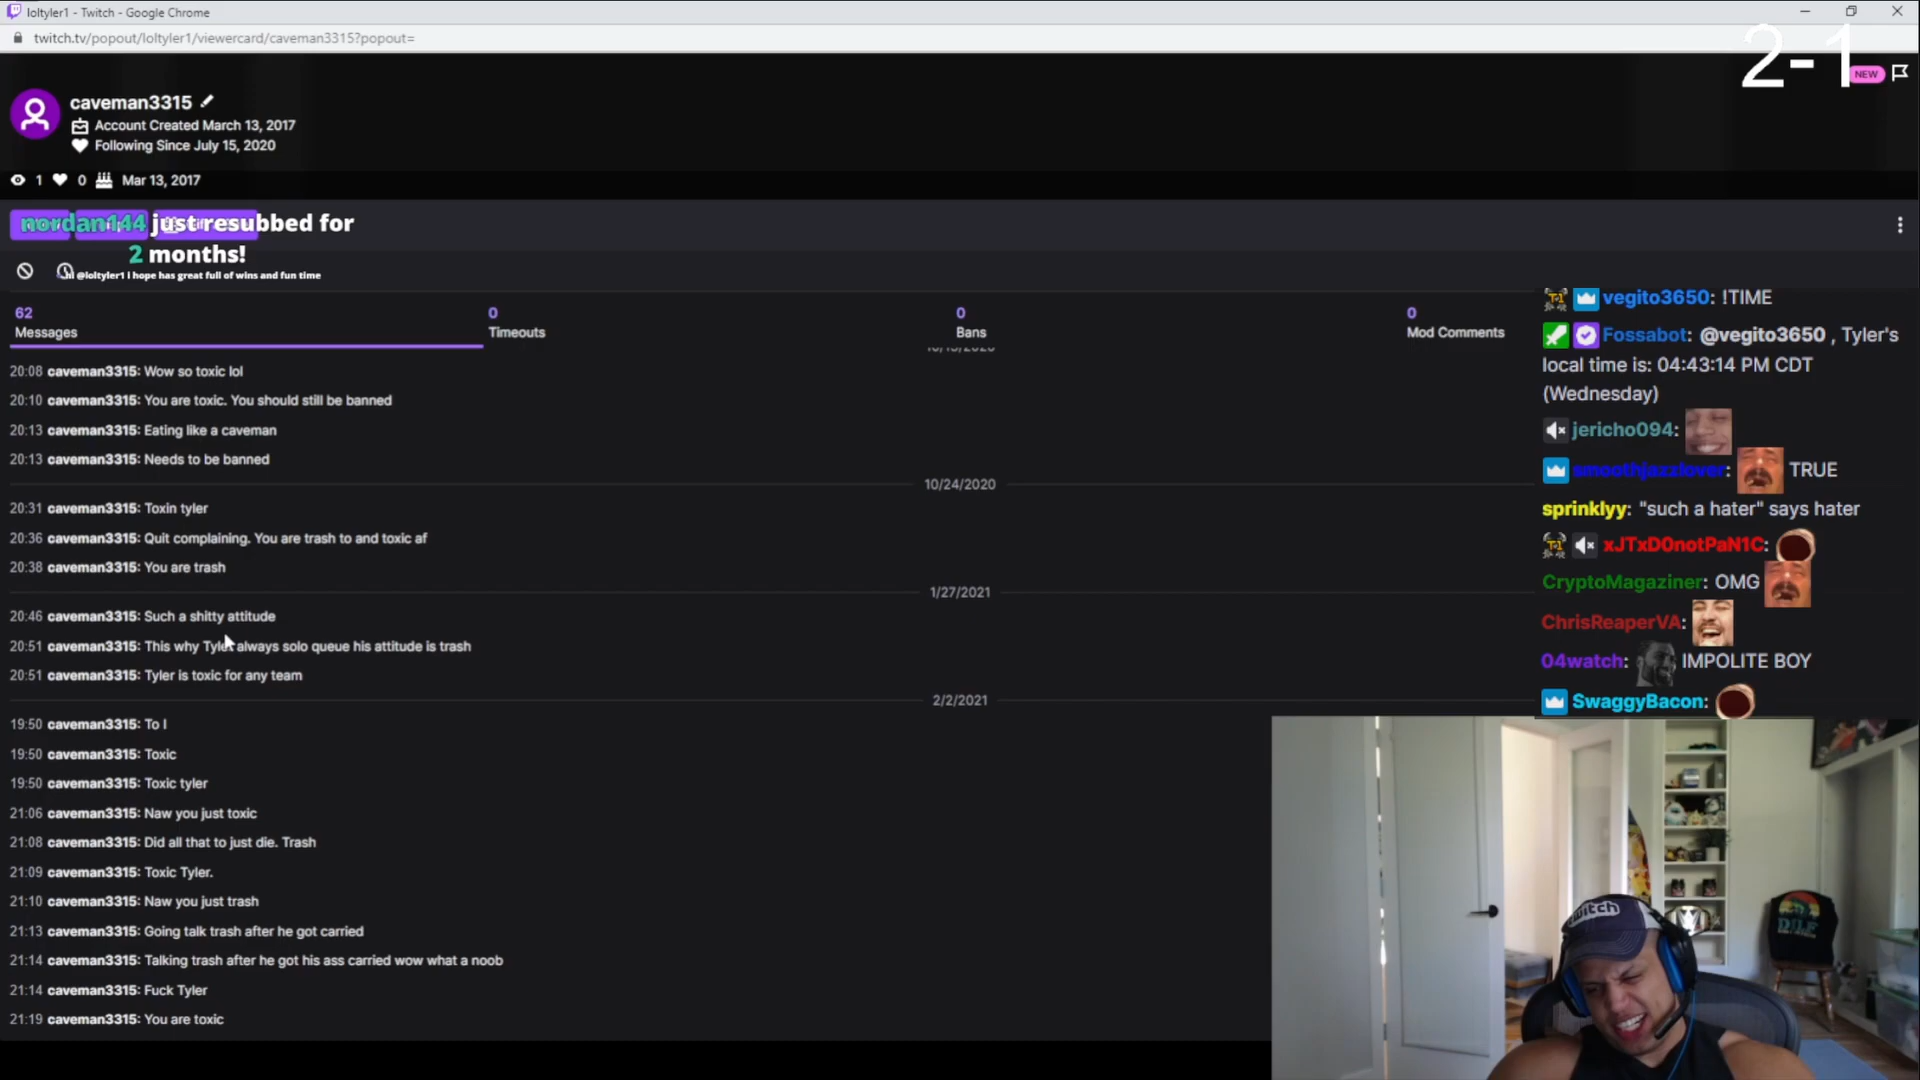 loltyler1 - Twitch - Google Chrome
twitch.tv/popout/loltyler1/viewercard/caveman3315?popout=
2-1
NEW
caveman3315
Account Created March 13, 2017
Following Since July 15, 2020
1 0 Mar 13, 2017
nordan144 just resubbed for
2 months!
@loltyler1 i hope has great full of wins and fun time
62
Messages
0
Timeouts
0
Bans
0
Mod Comments
20:08 caveman3315: Wow so toxic lol
20:10 caveman3315: You are toxic. You should still be banned
20:13 caveman3315: Eating like a caveman
20:13 caveman3315: Needs to be banned
10/24/2020
20:31 caveman3315: Toxin tyler
20:36 caveman3315: Quit complaining. You are trash to and toxic af
20:38 caveman3315: You are trash
1/27/2021
20:46 caveman3315: Such a shitty attitude
20:51 caveman3315: This why Tyler always solo queue his attitude is trash
20:51 caveman3315: Tyler is toxic for any team
2/2/2021
19:50 caveman3315: To l
19:50 caveman3315: Toxic
19:50 caveman3315: Toxic tyler
21:06 caveman3315: Naw you just toxic
21:08 caveman3315: Did all that to just die. Trash
21:09 caveman3315: Toxic Tyler.
21:10 caveman3315: Naw you just trash
21:13 caveman3315: Going talk trash after he got carried
21:14 caveman3315: Talking trash after he got his ass carried wow what a noob
21:14 caveman3315: Fuck Tyler
21:19 caveman3315: You are toxic
vegito3650: !TIME
Fossabot: @vegito3650 , Tyler's
local time is: 04:43:14 PM CDT
(Wednesday)
jericho094:
smoothjazzlover: TRUE
sprinklyy: "such a hater" says hater
xJTxD0notPaN1C:
CryptoMagaziner: OMG
ChrisReaperVA:
04watch: IMPOLITE BOY
SwaggyBacon:
twitch
DILF